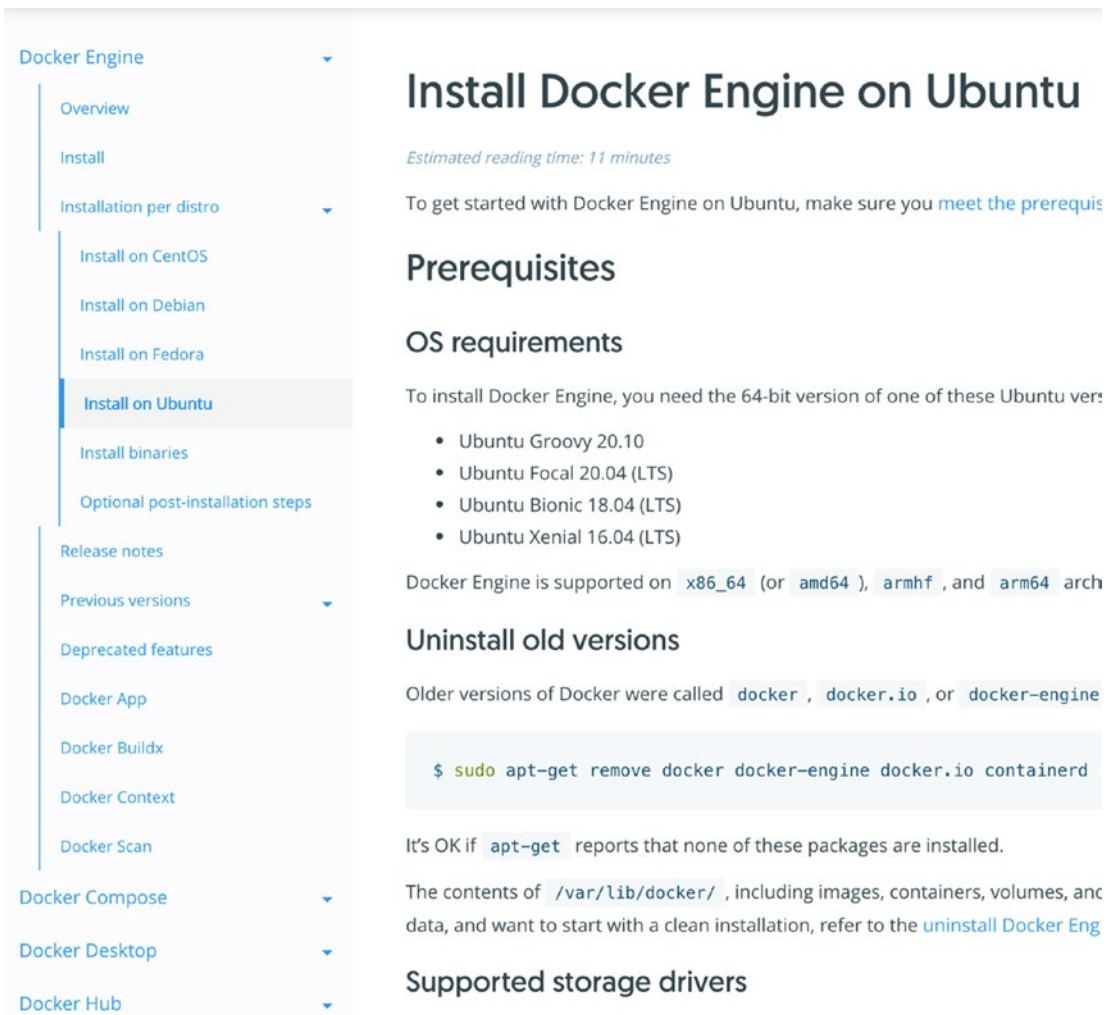 Docker Engine
Overview
Install
Installation per distro
Install on CentOS
Install on Debian
Install on Fedora
Install on Ubuntu
Install binaries
Optional post-installation steps
Release notes
Previous versions
Deprecated features
Docker App
Docker Buildx
Docker Context
Docker Scan
Docker Compose
Docker Desktop
Docker Hub
Install Docker Engine on Ubuntu
Estimated reading time: 11 minutes
To get started with Docker Engine on Ubuntu, make sure you meet the prerequis
Prerequisites
OS requirements
To install Docker Engine, you need the 64-bit version of one of these Ubuntu vers
• Ubuntu Groovy 20.10
• Ubuntu Focal 20.04 (LTS)
• Ubuntu Bionic 18.04 (LTS)
• Ubuntu Xenial 16.04 (LTS)
Docker Engine is supported on x86_64 (or amd64 ), armhf , and arm64 arch
Uninstall old versions
Older versions of Docker were called docker , docker.io , or docker-engine
$ sudo apt-get remove docker docker-engine docker.io containerd
It's OK if apt-get reports that none of these packages are installed.
The contents of /var/lib/docker/ , including images, containers, volumes, and
data, and want to start with a clean installation, refer to the uninstall Docker Eng
Supported storage drivers